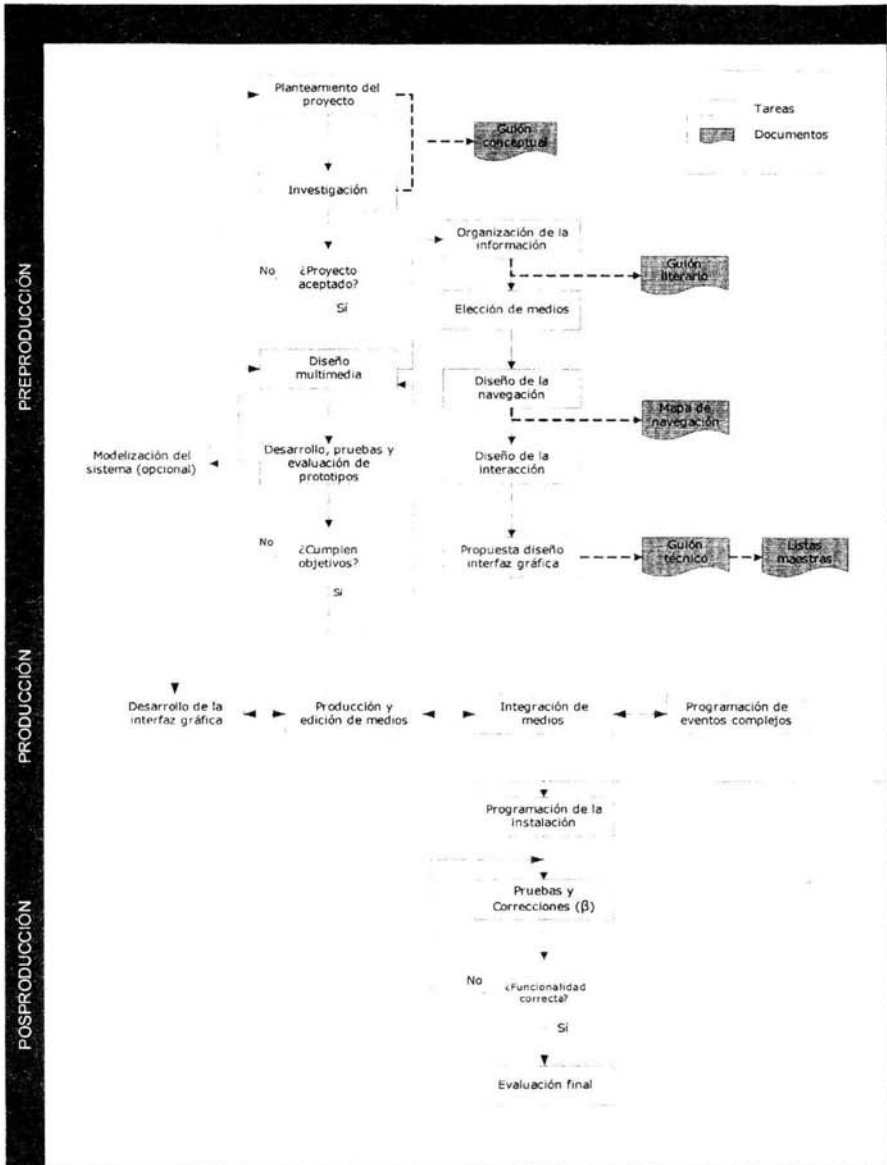 Planteamiento del
proyecto
Tareas
Documentos
Guión
conceptual
Investigación
Organización de la
información
No
¿Proyecto
aceptado?
Sí
Guión
literario
Elección de medios
PREPRODUCCIÓN
Diseño
multimedia
Diseño de la
navegación
Mapa de
navegación
Modelización del
sistema (opcional)
Desarrollo, pruebas y
evaluación de
prototipos
Diseño de la
interacción
No
¿Cumplen
objetivos?
Sí
Propuesta diseño
interfaz gráfica
Guión
técnico
Listas
maestras
PRODUCCIÓN
Desarrollo de la
interfaz gráfica
Producción y
edición de medios
Integración de
medios
Programación de
eventos complejos
Programación de la
instalación
POSPRODUCCIÓN
Pruebas y
Correcciones (β)
No
¿Funcionalidad
correcta?
Sí
Evaluación final